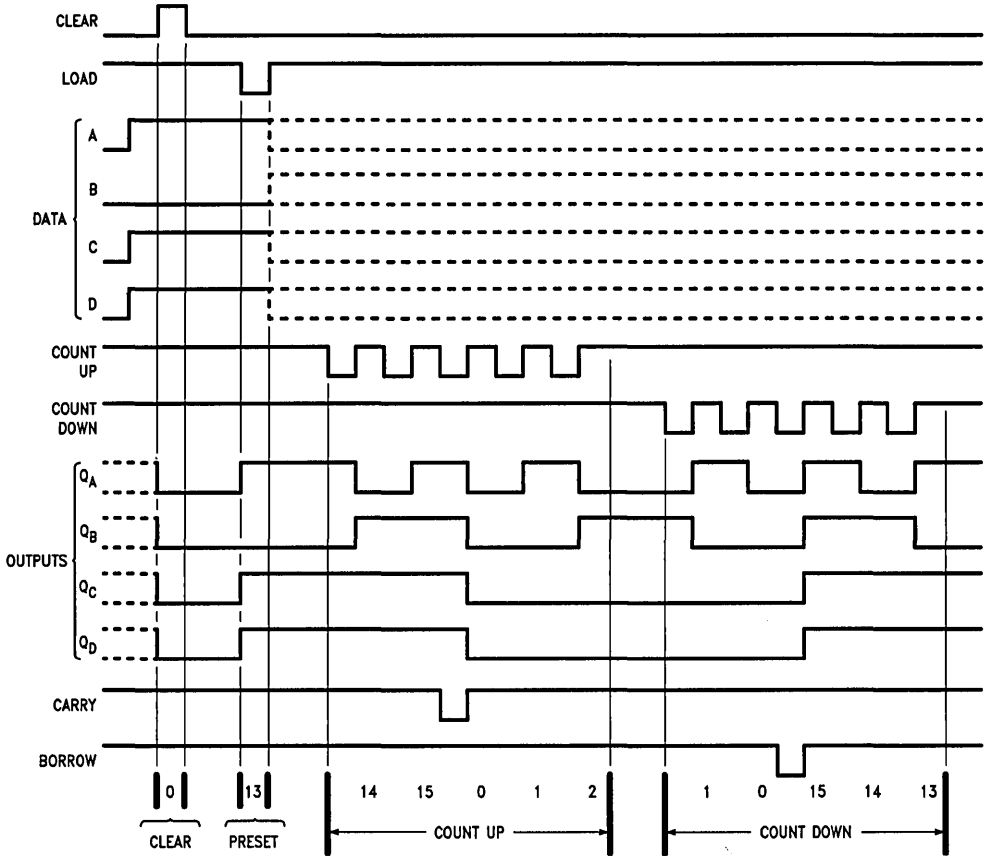 CLEAR
LOAD
A
B
DATA
C
D
COUNT
UP
COUNT
DOWN
QA
QB
OUTPUTS
QC
QD
CARRY
BORROW
0 13 14 15 0 1 2 1 0 15 14 13
CLEAR PRESET COUNT UP COUNT DOWN